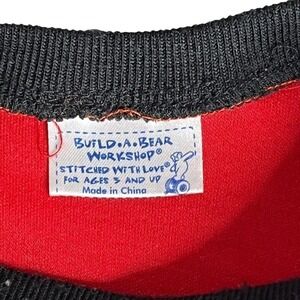 BUILD•A•BEAR
WORKSHOP®
STITCHED WITH LOVE®
FOR AGES 3 AND UP
Made in China